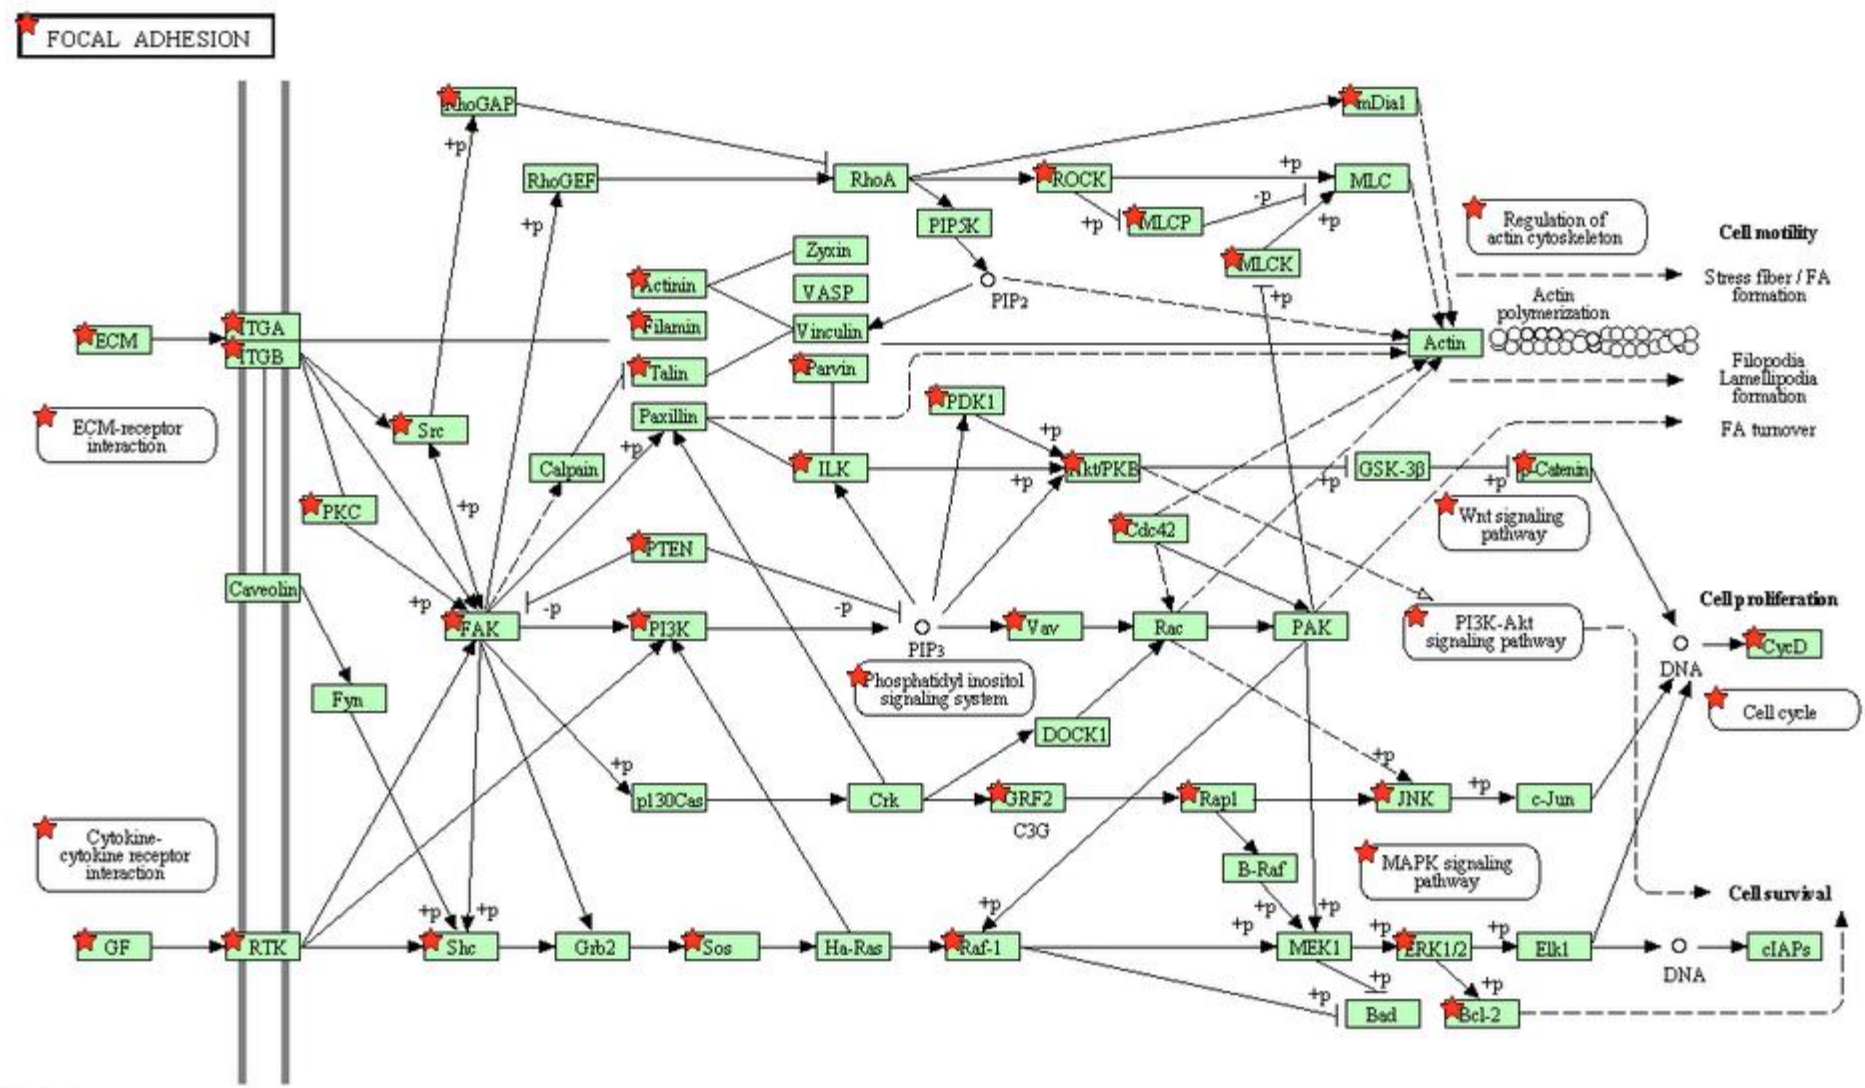 FOCAL ADHESION
RhoGAP
mDia1
+p
RhoGEF
RhoA
ROCK
+p
MLC
+p
PIP5K
+p
MLCP
-p
+p
Regulation of
actin cytoskeleton
Cell motility
Zyxin
MLCK
Actinin
VASP
PIP2
+p
Stress fiber / FA
formation
Actin
polymerization
ECM
ITGA
ITGB
Filamin
Vinculin
Actin
Talin
Parvin
Filopodia
Lamellipodia
formation
PDK1
ECM-receptor
interaction
Src
Paxillin
+p
+p
FA turnover
Calpain
ILK
Akt/PKB
GSK-3β
β-Catenin
+p
+p
+p
PKC
+p
Cdc42
Wnt signaling
pathway
PTEN
Caveolin
+p
-p
-p
Cell proliferation
FAK
PI3K
PIP3
Vav
Rac
PAK
PI3K-Akt
signaling pathway
DNA
CycD
Phosphatidyl inositol
signaling system
Fyn
Cell cycle
DOCK1
+p
+p
+p
p130Cas
Crk
GRF2
Rap1
JNK
c-Jun
C3G
Cytokine-
cytokine receptor
interaction
B-Raf
MAPK signaling
pathway
Cell survival
+p
+p
+p
+p
+p
+p
+p
+p
GF
RTK
Shc
Grb2
Sos
Ha-Ras
Raf-1
MEK1
ERK1/2
Elk1
DNA
cIAPs
+p
+p
+p
Bad
Bcl-2